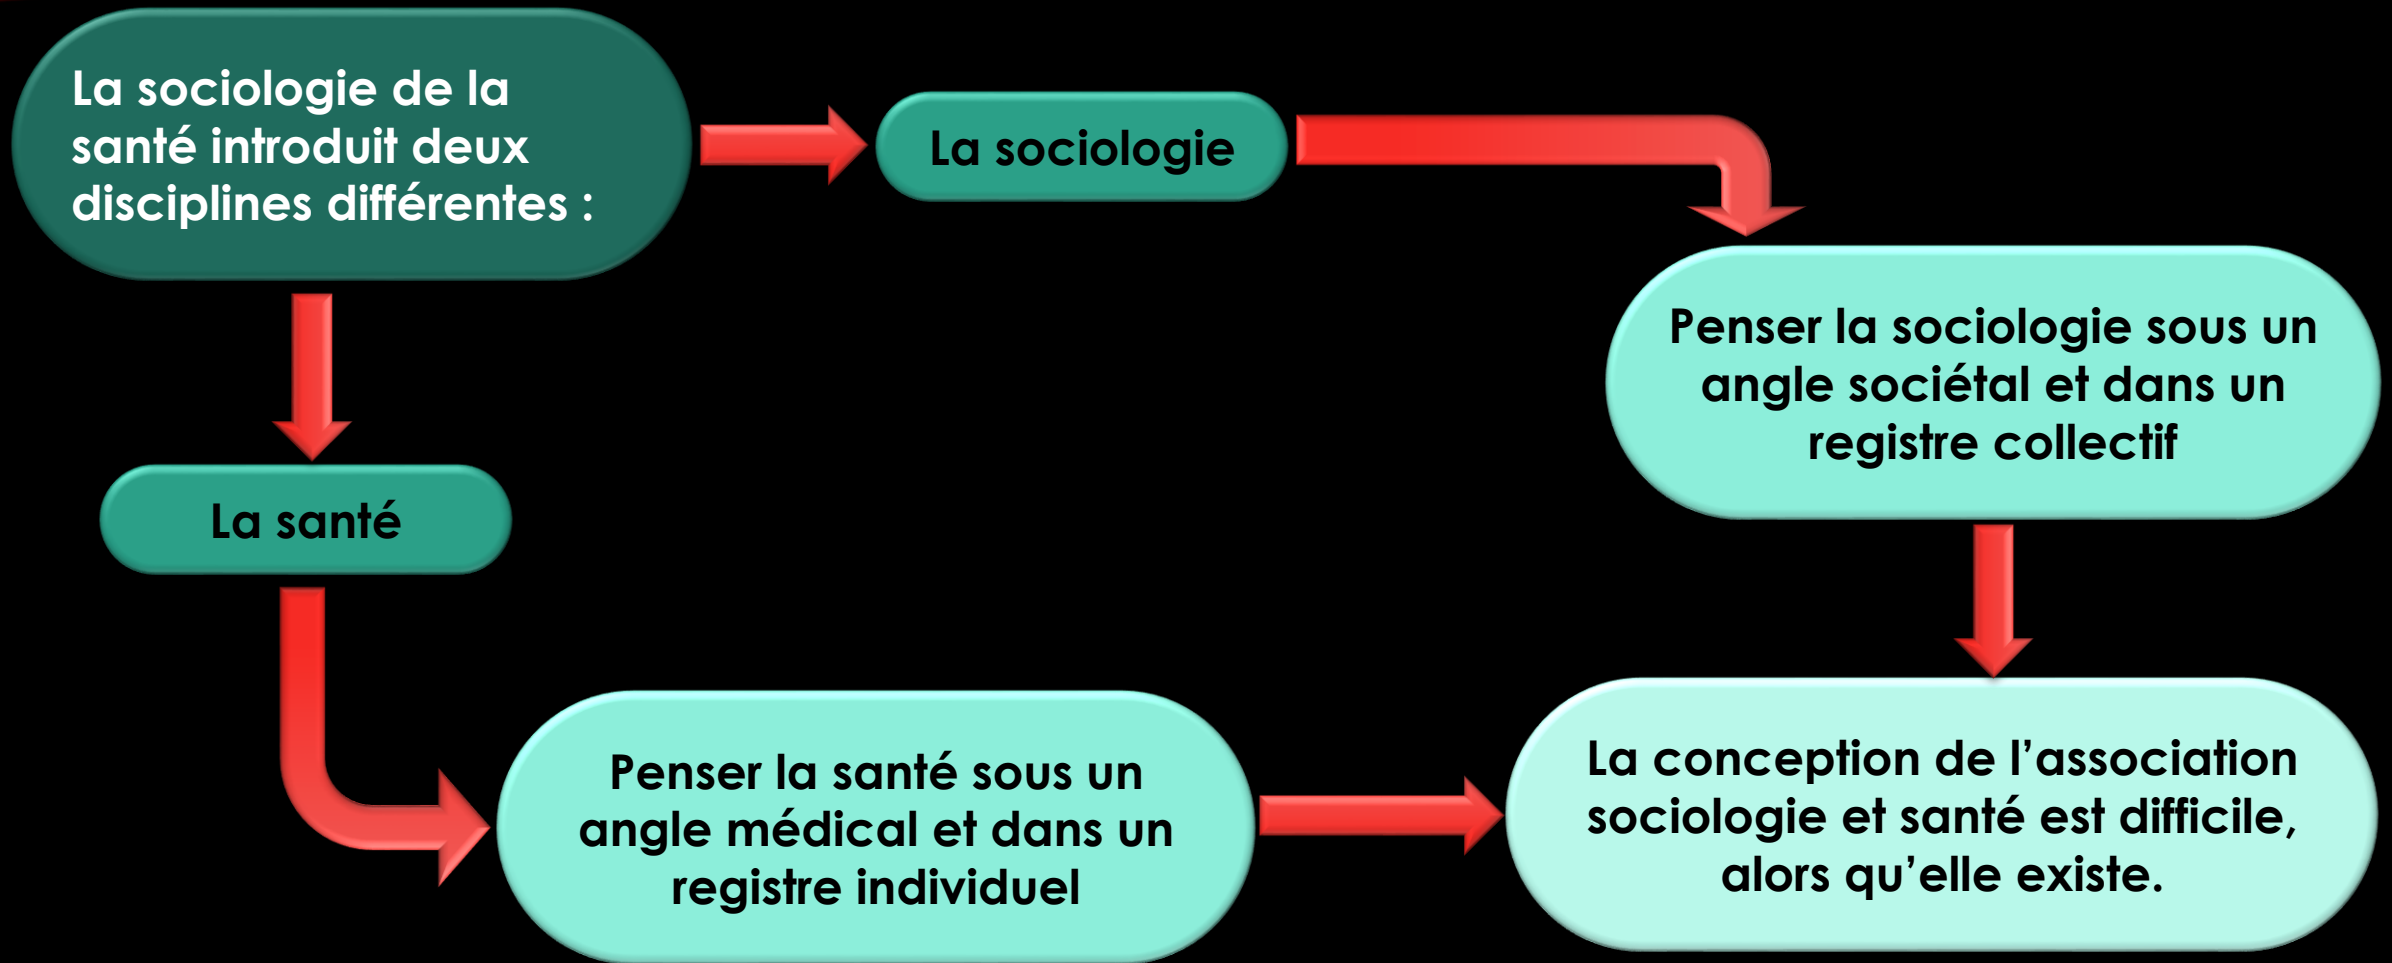 La sociologie de la
santé introduit deux
disciplines différentes :
La sociologie
Penser la sociologie sous un
angle sociétal et dans un
registre collectif
La santé
Penser la santé sous un
angle médical et dans un
registre individuel
La conception de l’association
sociologie et santé est difficile,
alors qu’elle existe.